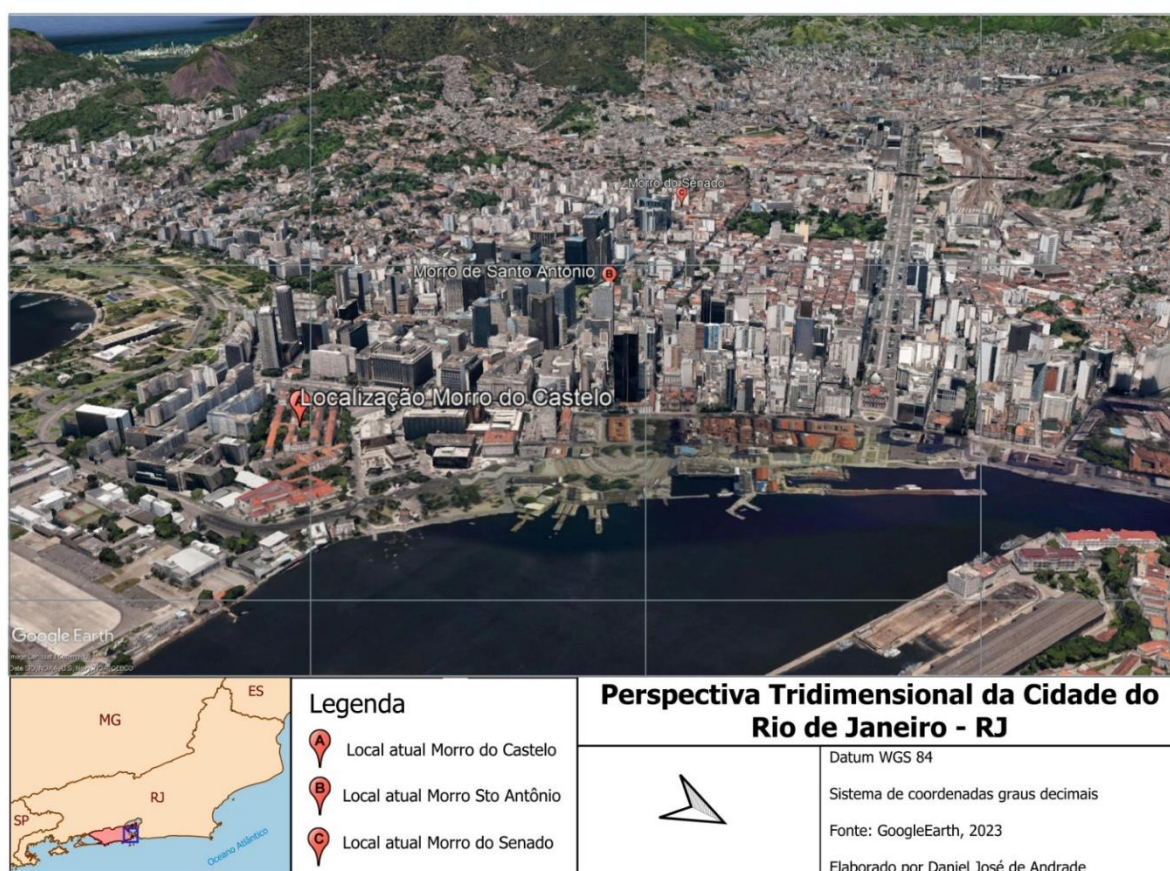 Morro do Senado
C
Morro de Santo Antônio
B
Localização Morro do Castelo
Google Earth
Perspectiva Tridimensional da Cidade do
Rio de Janeiro - RJ
MG
ES
SP
RJ
Oceano Atlântico
Legenda
A Local atual Morro do Castelo
B Local atual Morro Sto Antônio
C Local atual Morro do Senado
Datum WGS 84
Sistema de coordenadas graus decimais
Fonte: GoogleEarth, 2023
Elaborado por Daniel José de Andrade